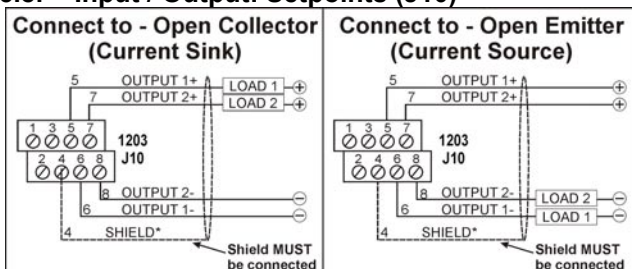 Connect to - Open Collector
(Current Sink)
5 OUTPUT 1+ LOAD 1 +
7 OUTPUT 2+ LOAD 2 +
1 3 5 7
1203
J10
2 4 6 8
8 OUTPUT 2- −
6 OUTPUT 1- −
4 SHIELD*
Shield MUST
be connected
Connect to - Open Emitter
(Current Source)
5 OUTPUT 1+ +
7 OUTPUT 2+ +
1 3 5 7
1203
J10
2 4 6 8
8 OUTPUT 2- LOAD 2 −
6 OUTPUT 1- LOAD 1 −
4 SHIELD*
Shield MUST
be connected